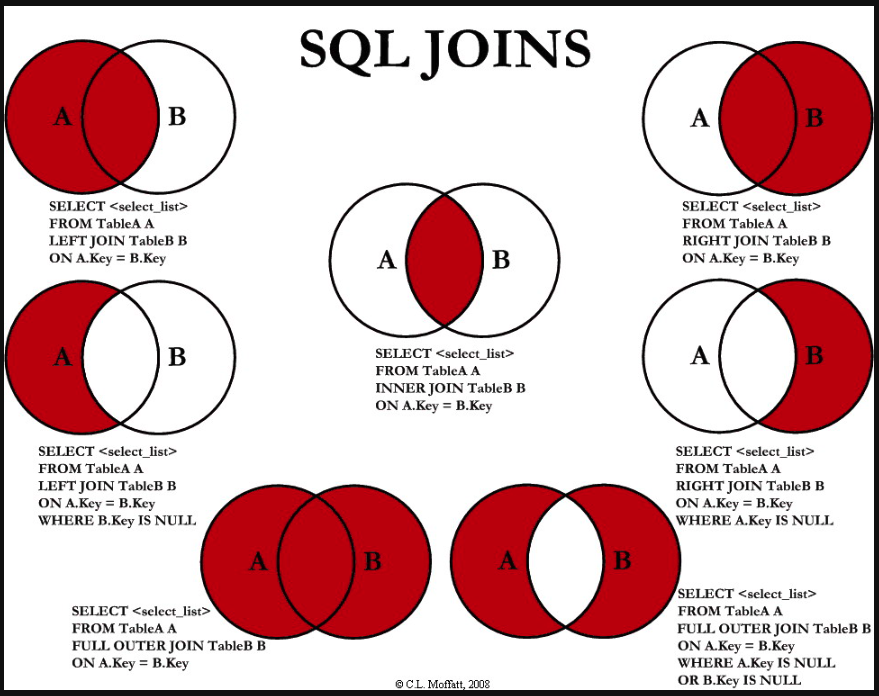 SQL JOINS
A B
SELECT <select_list>
FROM TableA A
LEFT JOIN TableB B
ON A.Key = B.Key
A B
SELECT <select_list>
FROM TableA A
RIGHT JOIN TableB B
ON A.Key = B.Key
A B
SELECT <select_list>
FROM TableA A
INNER JOIN TableB B
ON A.Key = B.Key
A B
SELECT <select_list>
FROM TableA A
LEFT JOIN TableB B
ON A.Key = B.Key
WHERE B.Key IS NULL
A B
SELECT <select_list>
FROM TableA A
RIGHT JOIN TableB B
ON A.Key = B.Key
WHERE A.Key IS NULL
A B
SELECT <select_list>
FROM TableA A
FULL OUTER JOIN TableB B
ON A.Key = B.Key
A B
SELECT <select_list>
FROM TableA A
FULL OUTER JOIN TableB B
ON A.Key = B.Key
WHERE A.Key IS NULL
OR B.Key IS NULL
© C.L. Moffatt, 2008